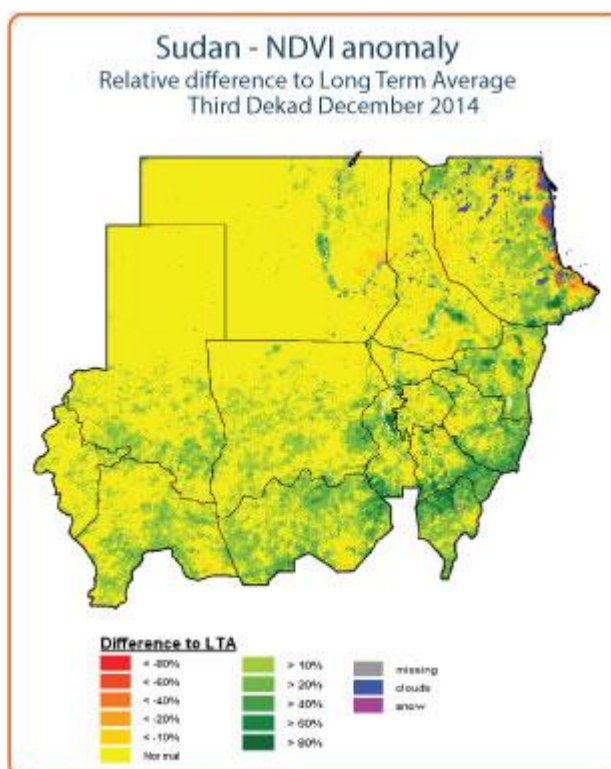 Sudan - NDVI anomaly
Relative difference to Long Term Average
Third Dekad December 2014
Difference to LTA
< -80%
< -60%
< -40%
< -20%
< -10%
Normal
> 10%
> 20%
> 40%
> 60%
> 80%
missing
clouds
snow